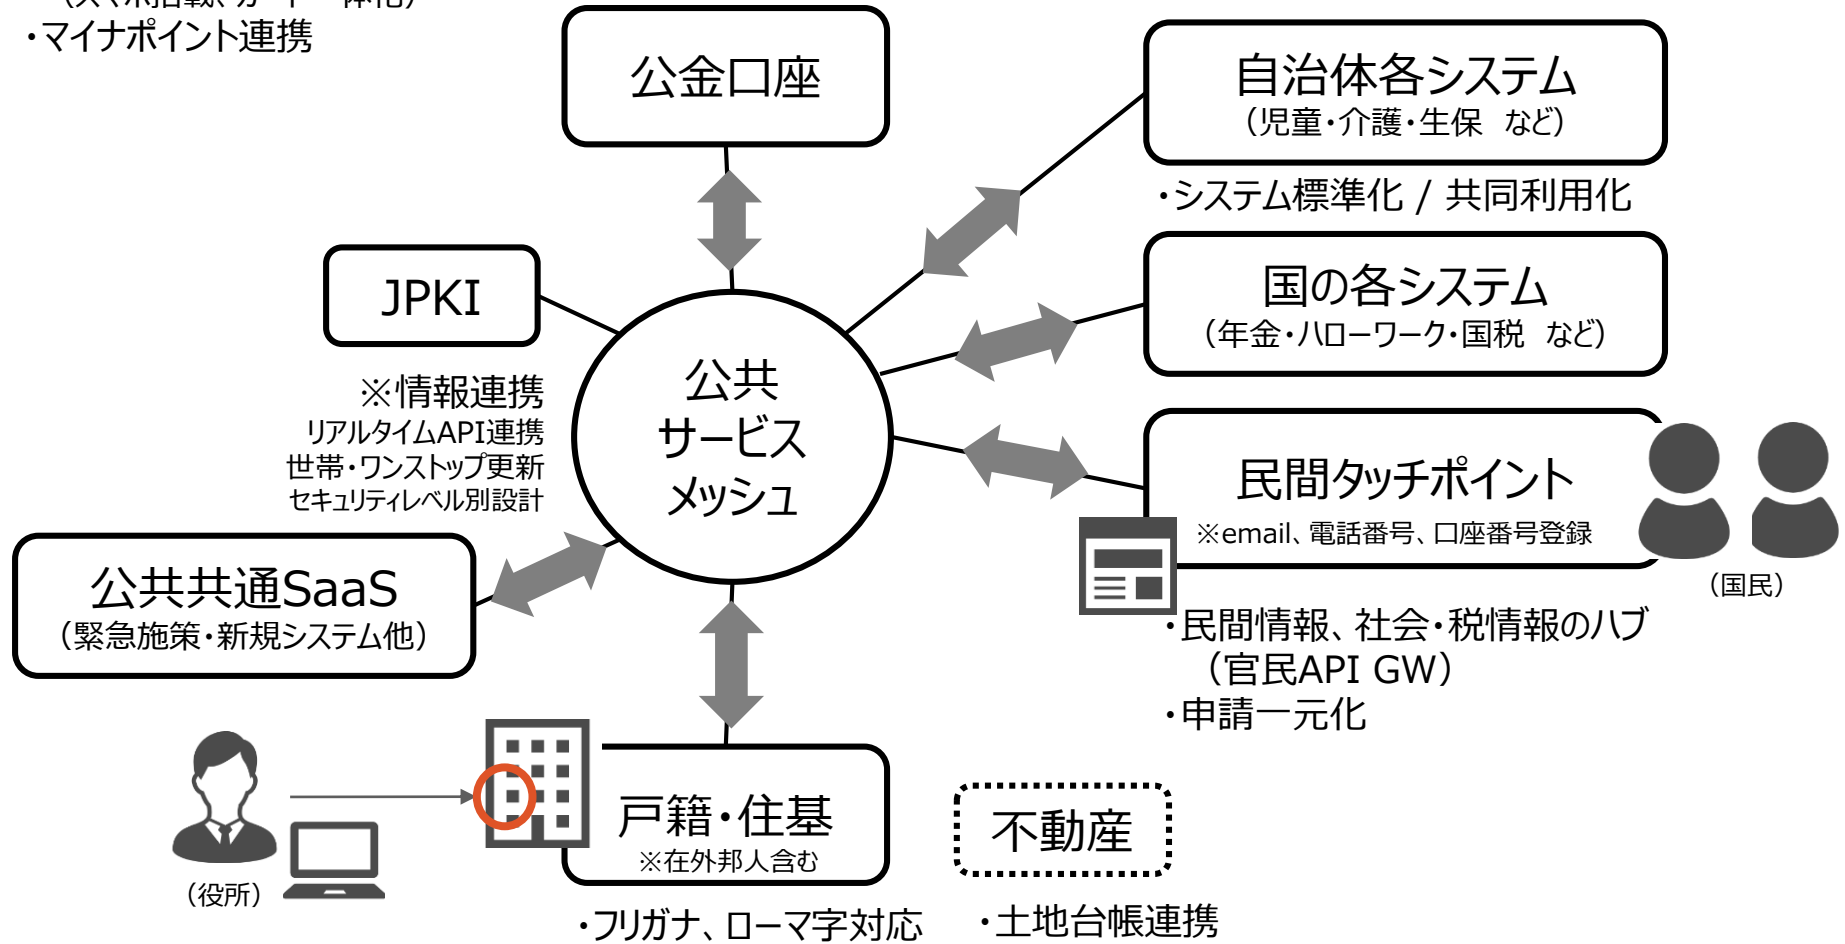 ・マイナポイント連携
公金口座
自治体各システム
（児童・介護・生保 など）
・システム標準化 / 共同利用化
JPKI
国の各システム
（年金・ハローワーク・国税 など）
※情報連携
リアルタイムAPI連携
世帯・ワンストップ更新
セキュリティレベル別設計
公共
サービス
メッシュ
民間タッチポイント
※email、電話番号、口座番号登録
（国民）
・民間情報、社会・税情報のハブ
（官民API GW）
・申請一元化
公共共通SaaS
（緊急施策・新規システム他）
（役所）
戸籍・住基
※在外邦人含む
・フリガナ、ローマ字対応
不動産
・土地台帳連携